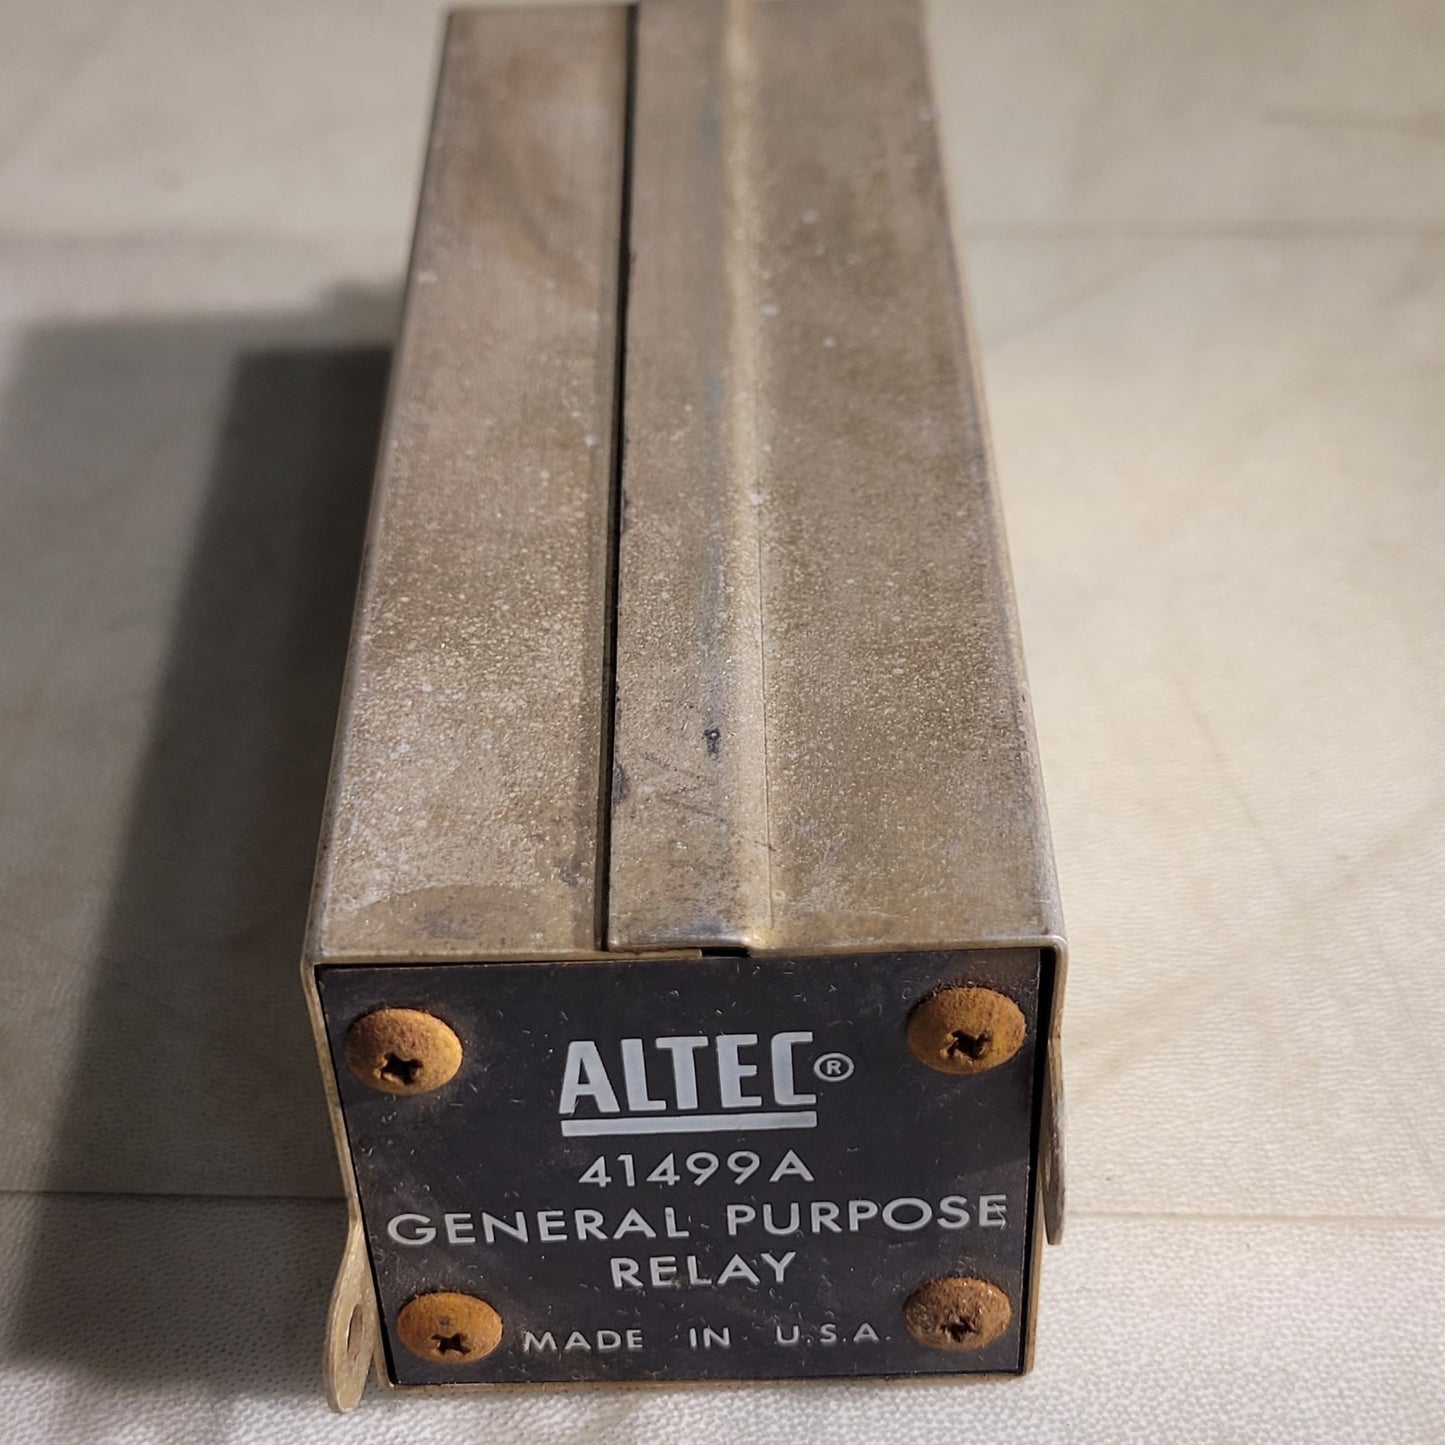 ALTEC®
41499A
GENERAL PURPOSE
RELAY
MADE IN U.S.A.